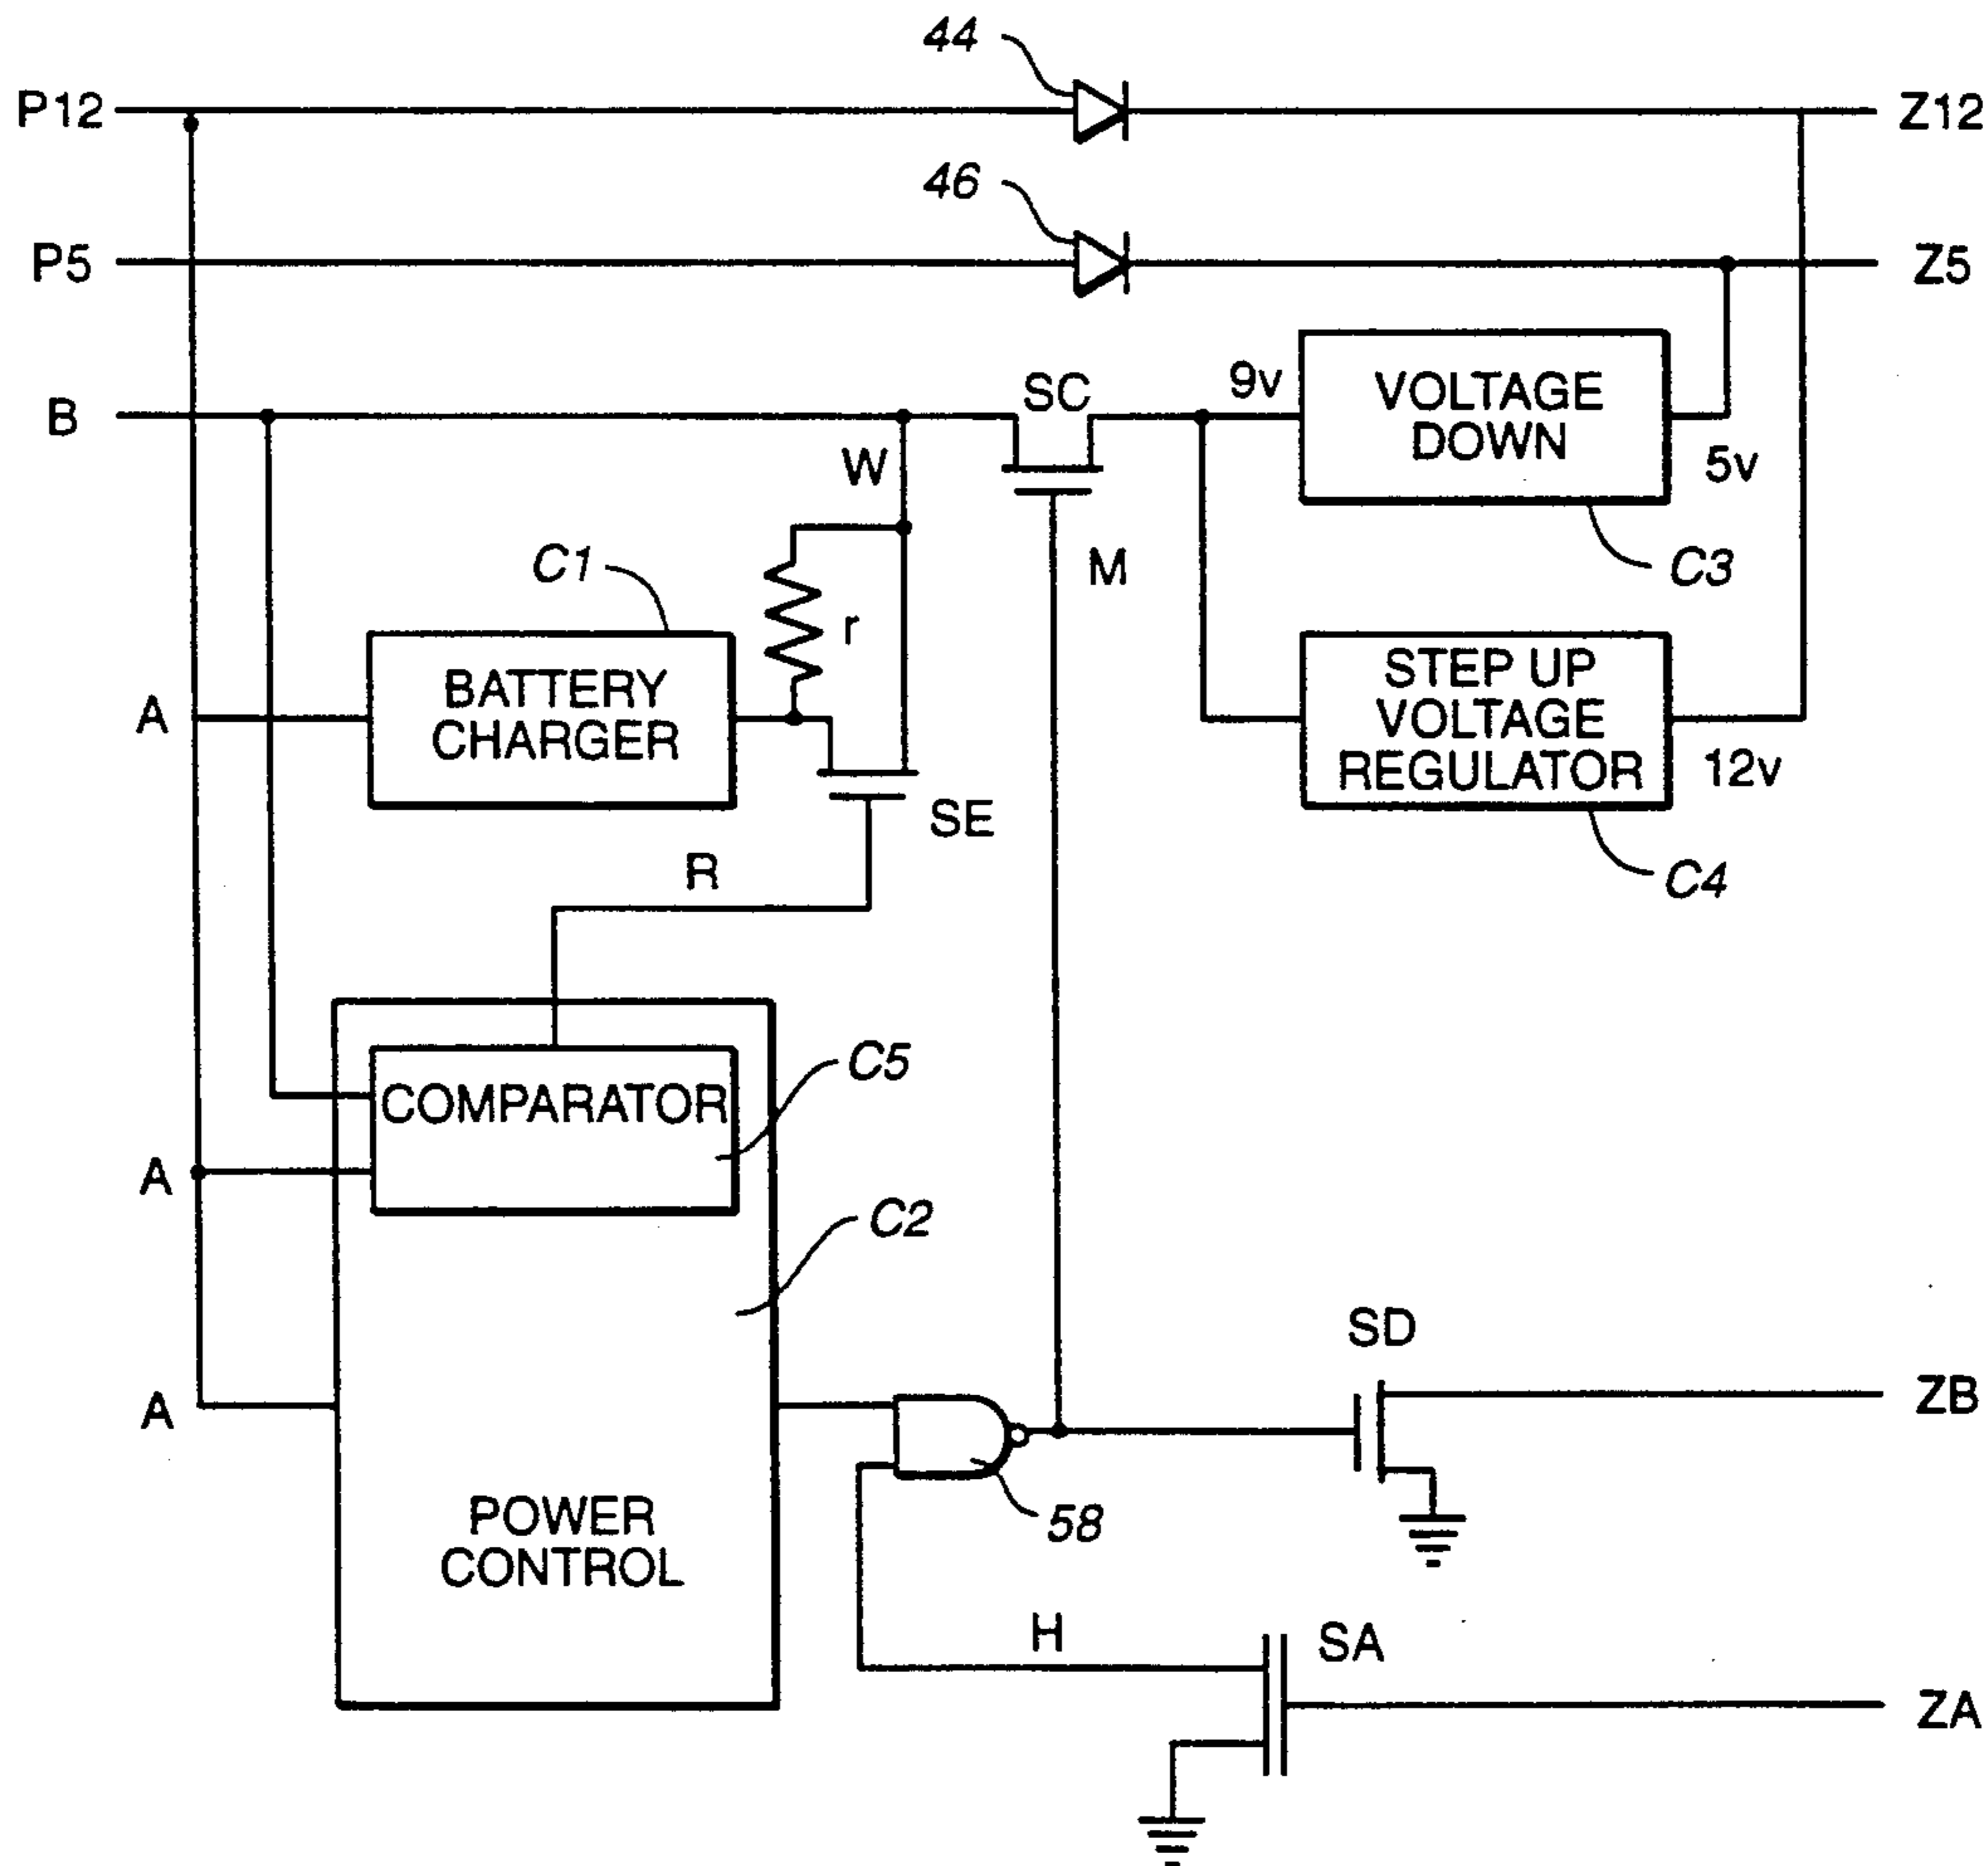 44
P12
Z12
46
P5
Z5
B
SC
9v
VOLTAGE
DOWN
5v
W
M
C1
C3
r
BATTERY
CHARGER
A
STEP UP
VOLTAGE
REGULATOR
12v
SE
R
C4
COMPARATOR
C5
A
C2
SD
A
ZB
58
POWER
CONTROL
H
SA
ZA